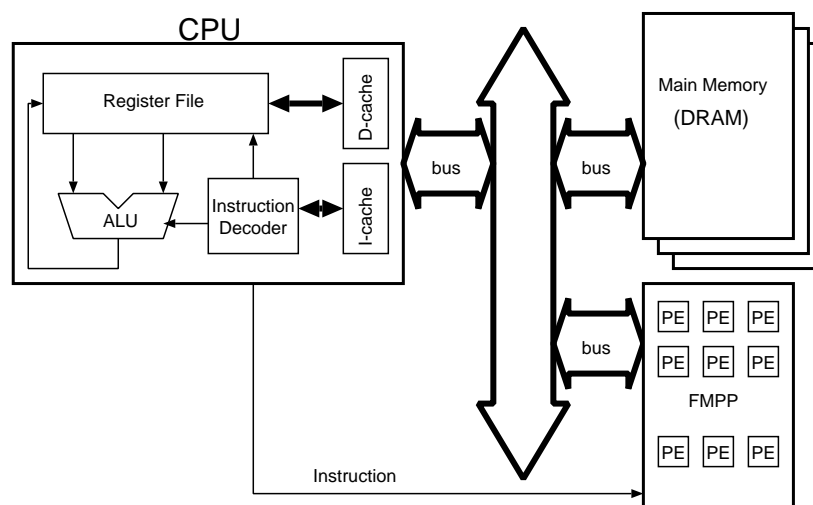 CPU
Register File
D-cache
I-cache
ALU
Instruction
Decoder
bus
bus
Main Memory
(DRAM)
bus
PE PE PE
PE PE PE
FMPP
PE PE PE
Instruction